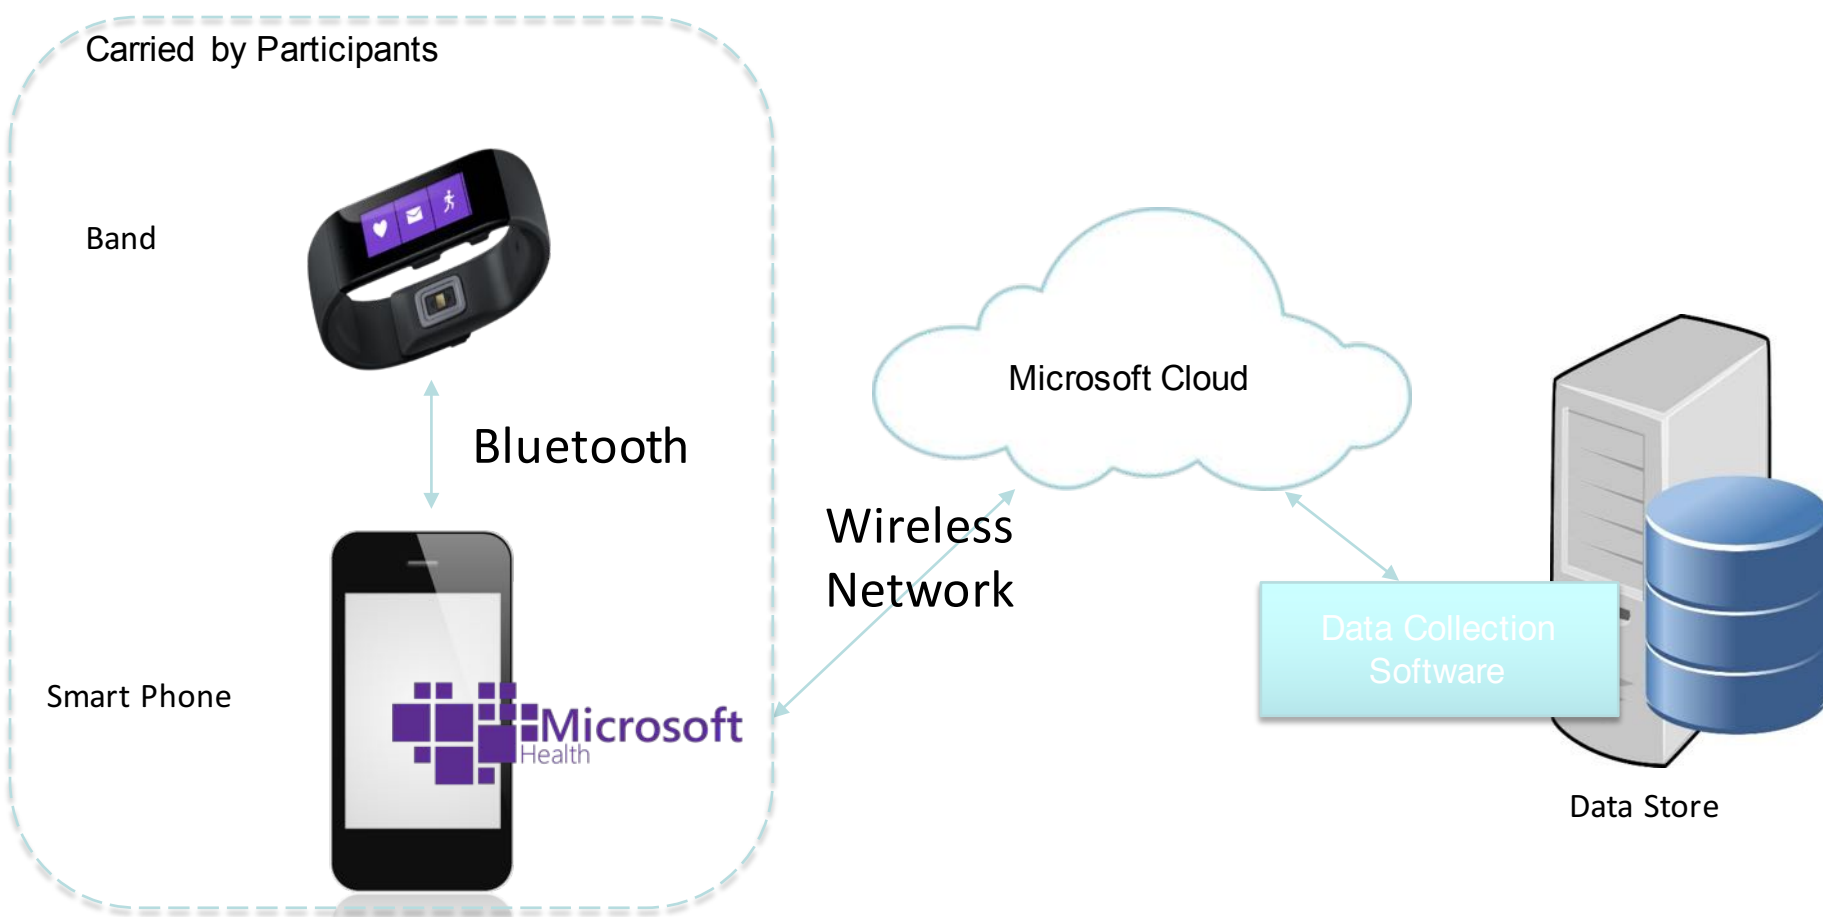 Carried by Participants
Band
Bluetooth
Smart Phone
Microsoft
Health
Wireless
Network
Microsoft Cloud
Data Collection
Software
Data Store